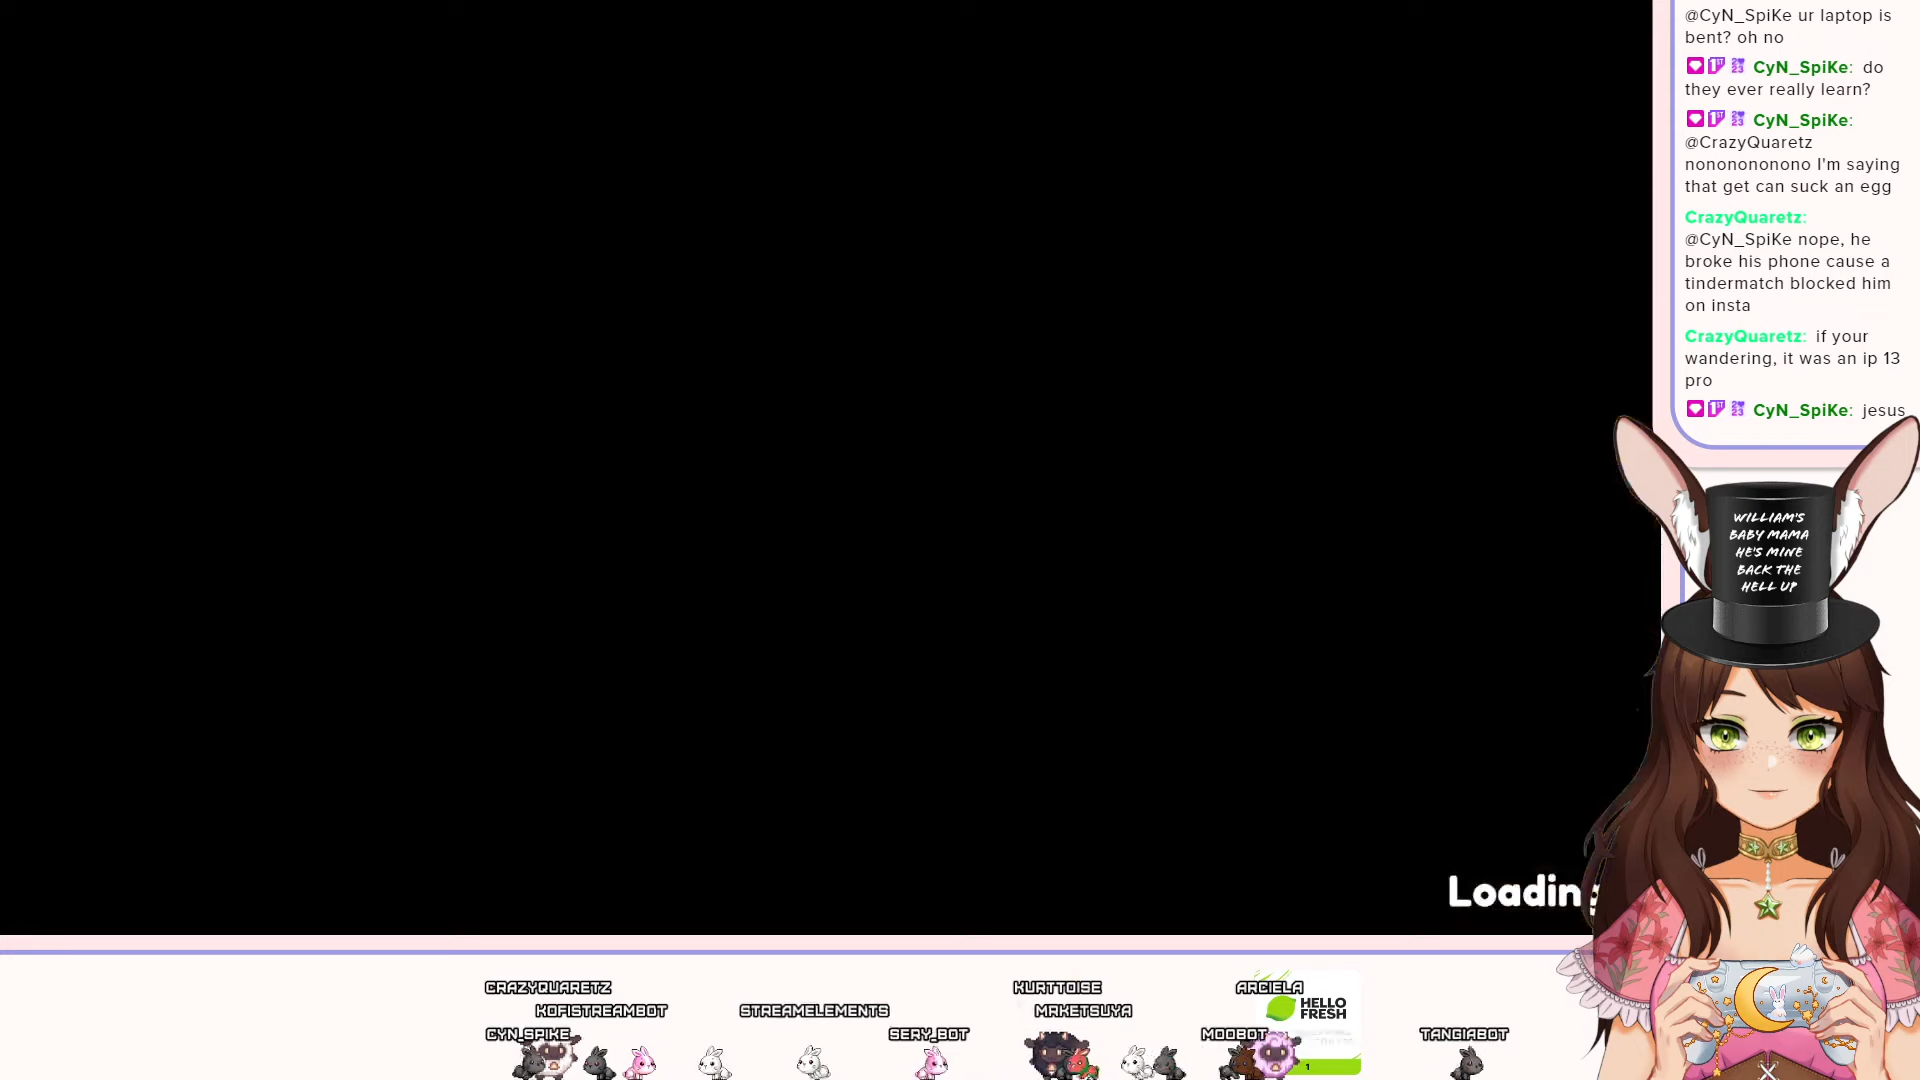 @CyN_SpiKe ur laptop is
bent? oh no
CyN_SpiKe: do
they ever really learn?
CyN_SpiKe:
@CrazyQuaretz
nonononono I'm saying
that get can suck an egg
CrazyQuaretz:
@CyN_SpiKe nope, he
broke his phone cause a
tindermatch blocked him
on insta
CrazyQuaretz: if your
wandering, it was an ip 13
pro
CyN_SpiKe: jesus
WILLIAM'S
BABY MAMA
HE'S MINE
BACK THE
HELL UP
Loading
CRAZYQUARETZ
KURTTOISE
ARCIELA
KOFISTREAMBOT
STREAMELEMENTS
MAKETSUYA
HELLO
FRESH
CYN_SPIKE
SERY_BOT
MOOBOT
TANGIABOT
1